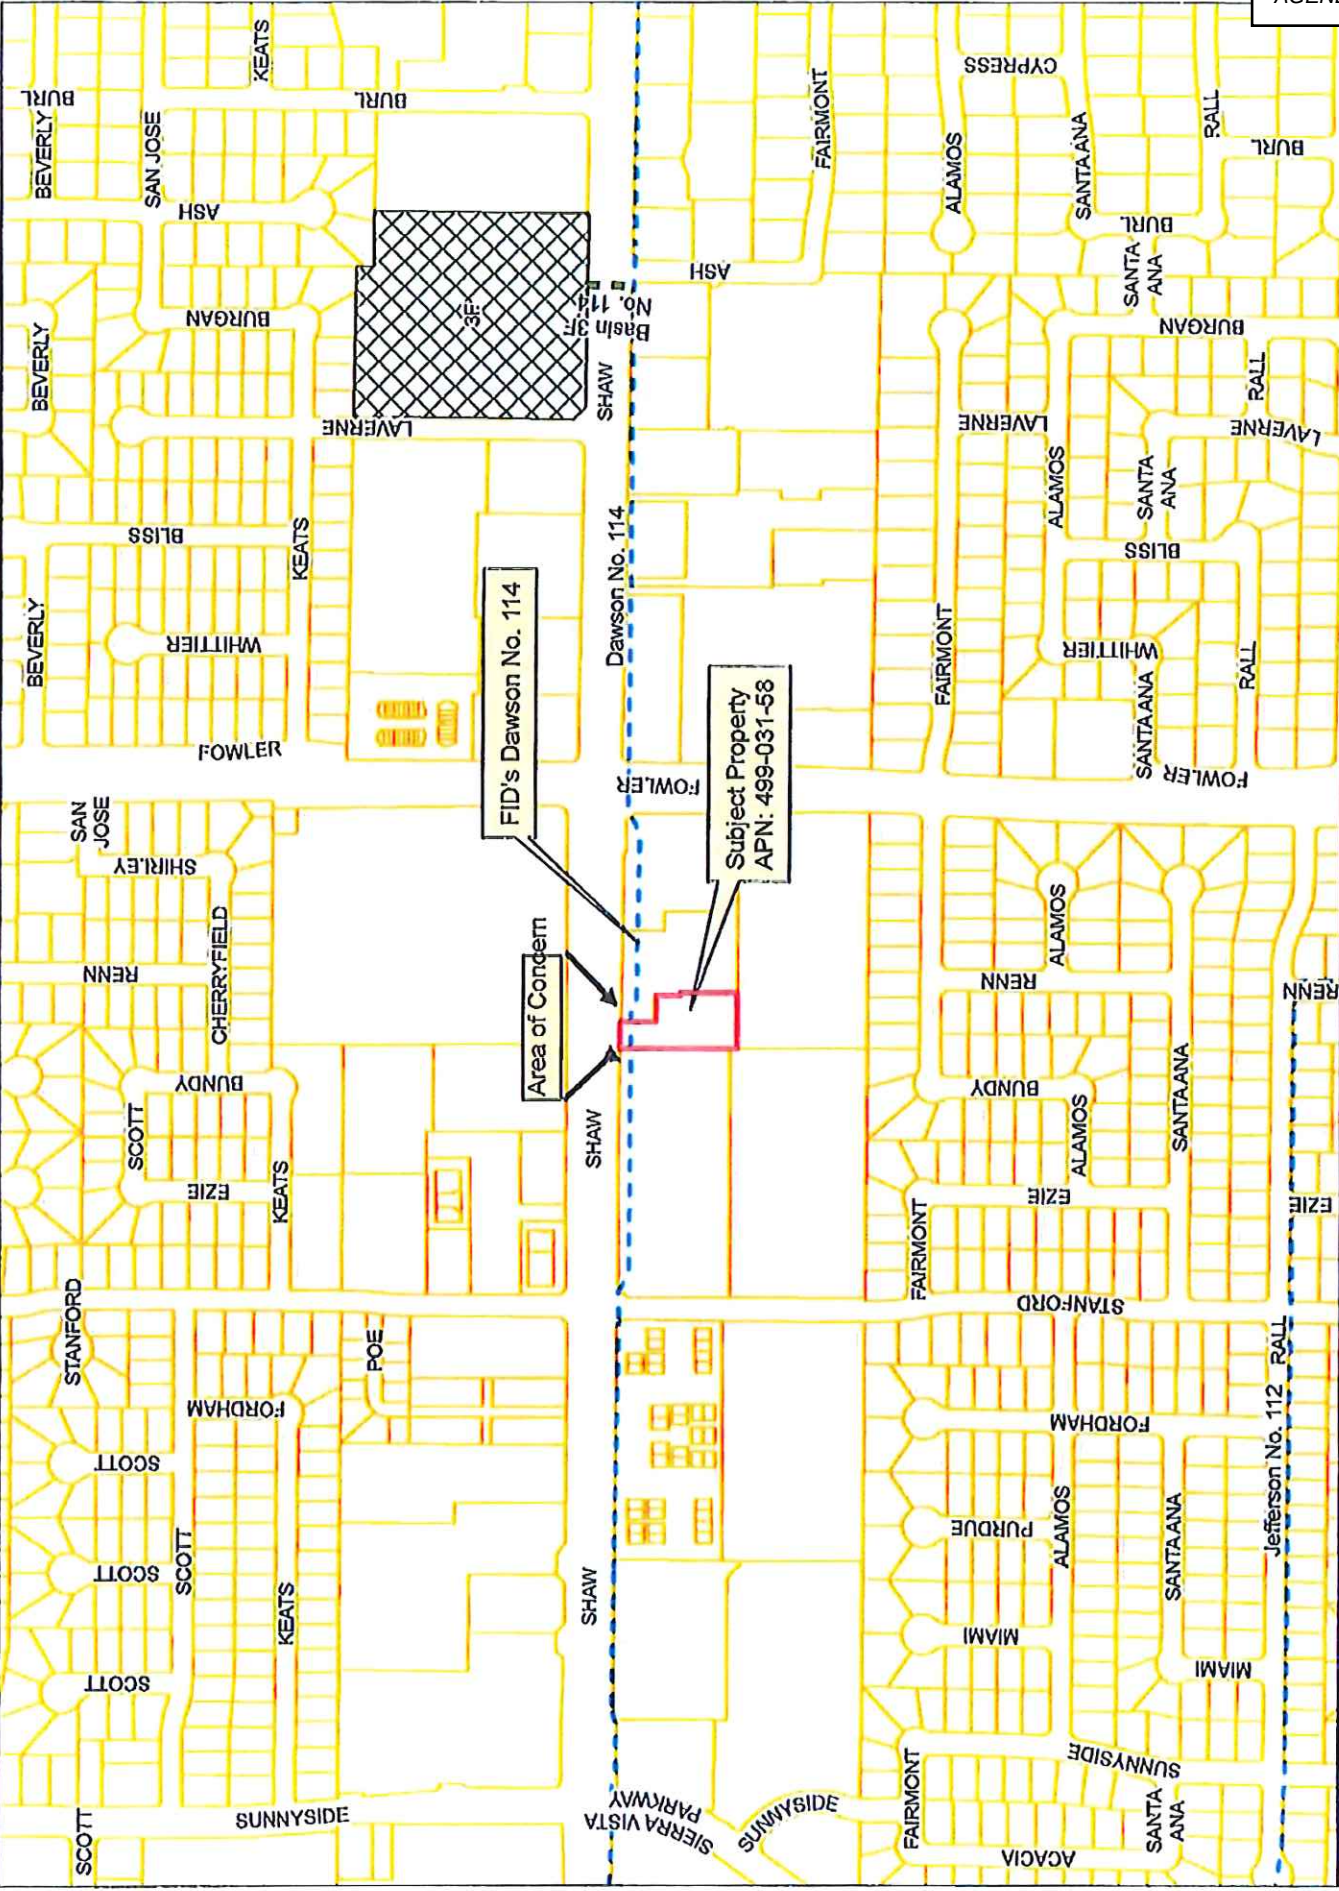 AGEND
KEATS
BURL
BURL
BEVERLY
SAN JOSE
ASH
BURGAN
BEVERLY
LAVERNE
BLISS
KEATS
WHITTIER
BEVERLY
FOWLER
3F
Basin 3F
No. 114
SHAW
ASH
FAIRMONT
CYPRESS
ALAMOS
SANTA ANA
RALL
BURL
BURL
SANTA
ANA
BURGAN
RALL
LAVERNE
LAVERNE
ALAMOS
SANTA
ANA
BLISS
WHITTIER
FAIRMONT
RALL
SANTA ANA
FOWLER
Dawson No. 114
FID's Dawson No. 114
FOWLER
Subject Property
APN: 499-031-58
Area of Concern
SAN
JOSE
SHIRLEY
CHERRYFIELD
RENN
BUNDY
SCOTT
EZIE
KEATS
SHAW
ALAMOS
RENN
RENN
BUNDY
ALAMOS
SANTA ANA
EZIE
EZIE
FAIRMONT
STANFORD
STANFORD
POE
FORDHAM
SCOTT
SCOTT
SCOTT
KEATS
SCOTT
SCOTT
SUNNYSIDE
SHAW
SIERRA VISTA
PARKWAY
SUNNYSIDE
FORDHAM
RALL
Jefferson No. 112
PURDUE
ALAMOS
SANTA ANA
MIAMI
MIAMI
SUNNYSIDE
FAIRMONT
SANTA
ANA
ACACIA